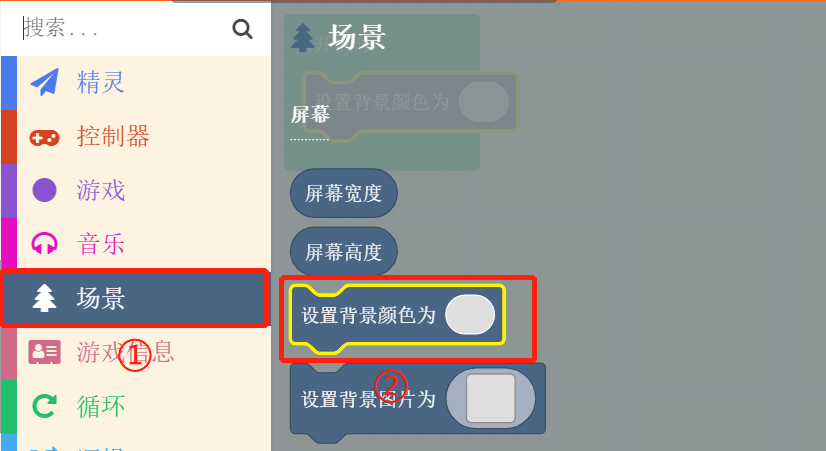 搜索...
精灵
控制器
游戏
音乐
场景
①
游戏信息
循环
场景
设置背景颜色为
屏幕
屏幕宽度
屏幕高度
设置背景颜色为
②
设置背景图片为